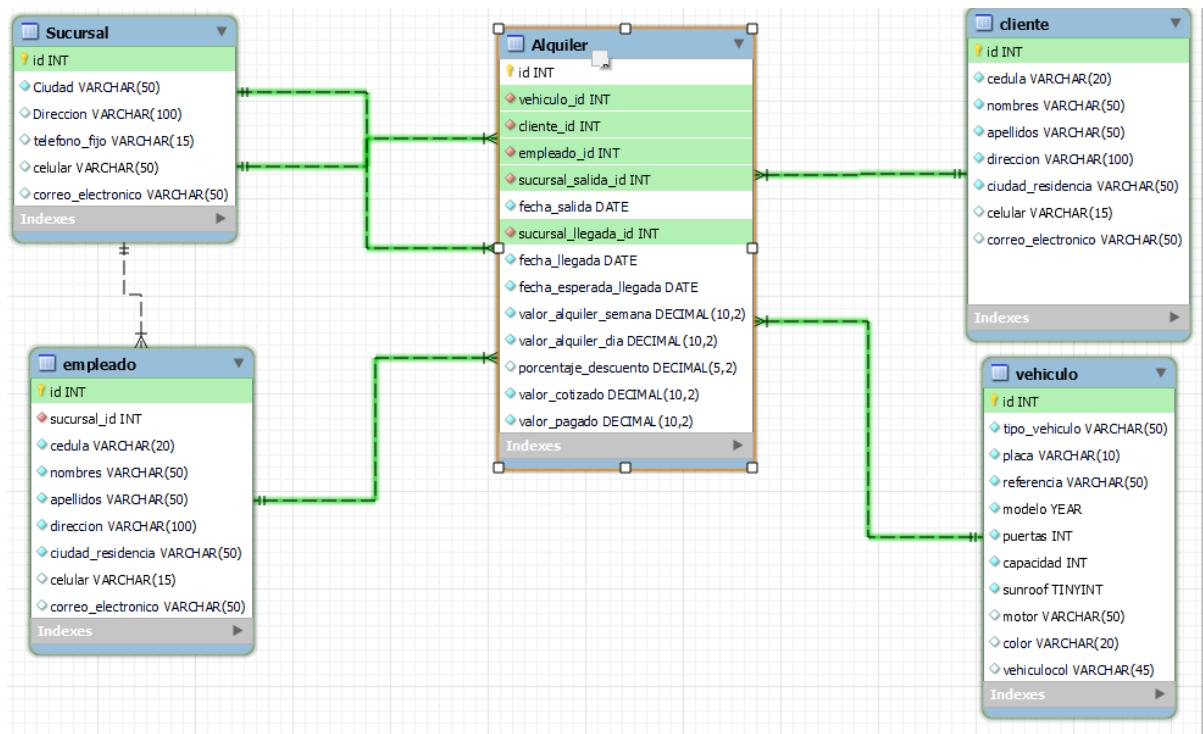 Sucursal
id INT
Ciudad VARCHAR(50)
Direccion VARCHAR(100)
telefono_fijo VARCHAR(15)
celular VARCHAR(50)
correo_electronico VARCHAR(50)
Indexes
empleado
id INT
sucursal_id INT
cedula VARCHAR(20)
nombres VARCHAR(50)
apellidos VARCHAR(50)
direccion VARCHAR(100)
ciudad_residencia VARCHAR(50)
celular VARCHAR(15)
correo_electronico VARCHAR(50)
Indexes
Alquiler
id INT
vehiculo_id INT
cliente_id INT
empleado_id INT
sucursal_salida_id INT
fecha_salida DATE
sucursal_llegada_id INT
fecha_llegada DATE
fecha_esperada_llegada DATE
valor_alquiler_semana DECIMAL(10,2)
valor_alquiler_dia DECIMAL(10,2)
porcentaje_descuento DECIMAL(5,2)
valor_cotizado DECIMAL(10,2)
valor_pagado DECIMAL(10,2)
Indexes
cliente
id INT
cedula VARCHAR(20)
nombres VARCHAR(50)
apellidos VARCHAR(50)
direccion VARCHAR(100)
ciudad_residencia VARCHAR(50)
celular VARCHAR(15)
correo_electronico VARCHAR(50)
Indexes
vehiculo
id INT
tipo_vehiculo VARCHAR(50)
placa VARCHAR(10)
referencia VARCHAR(50)
modelo YEAR
puertas INT
capacidad INT
sunroof TINYINT
motor VARCHAR(50)
color VARCHAR(20)
vehiculocol VARCHAR(45)
Indexes